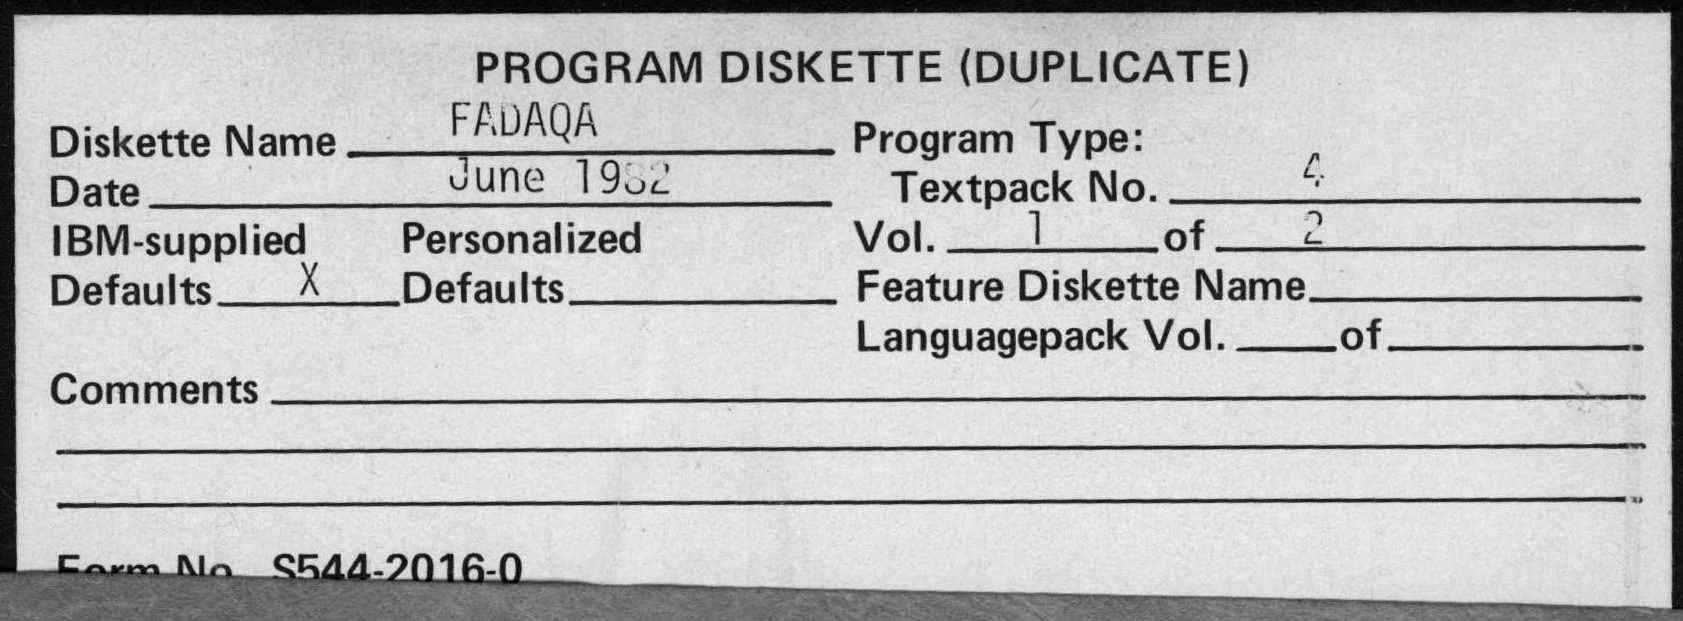 PROGRAM DISKETTE (DUPLICATE)
Diskette Name FADAQA
Date June 1982
IBM-supplied Defaults X Personalized Defaults
Program Type:
Textpack No. 4
Vol. 1 of 2
Feature Diskette Name
Languagepack Vol. of
Comments
Form No. S544-2016-0